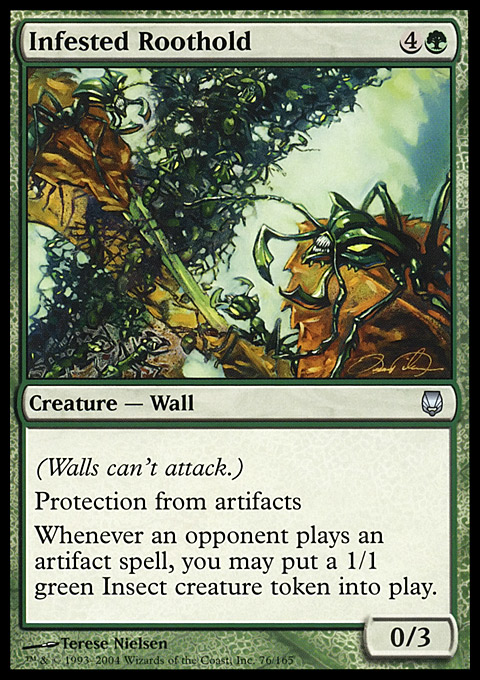 Infested Roothold 4
Creature — Wall
(Walls can't attack.)
Protection from artifacts
Whenever an opponent plays an
artifact spell, you may put a 1/1
green Insect creature token into play.
0/3
Terese Nielsen
™ & © 1993–2004 Wizards of the Coast, Inc. 76/165